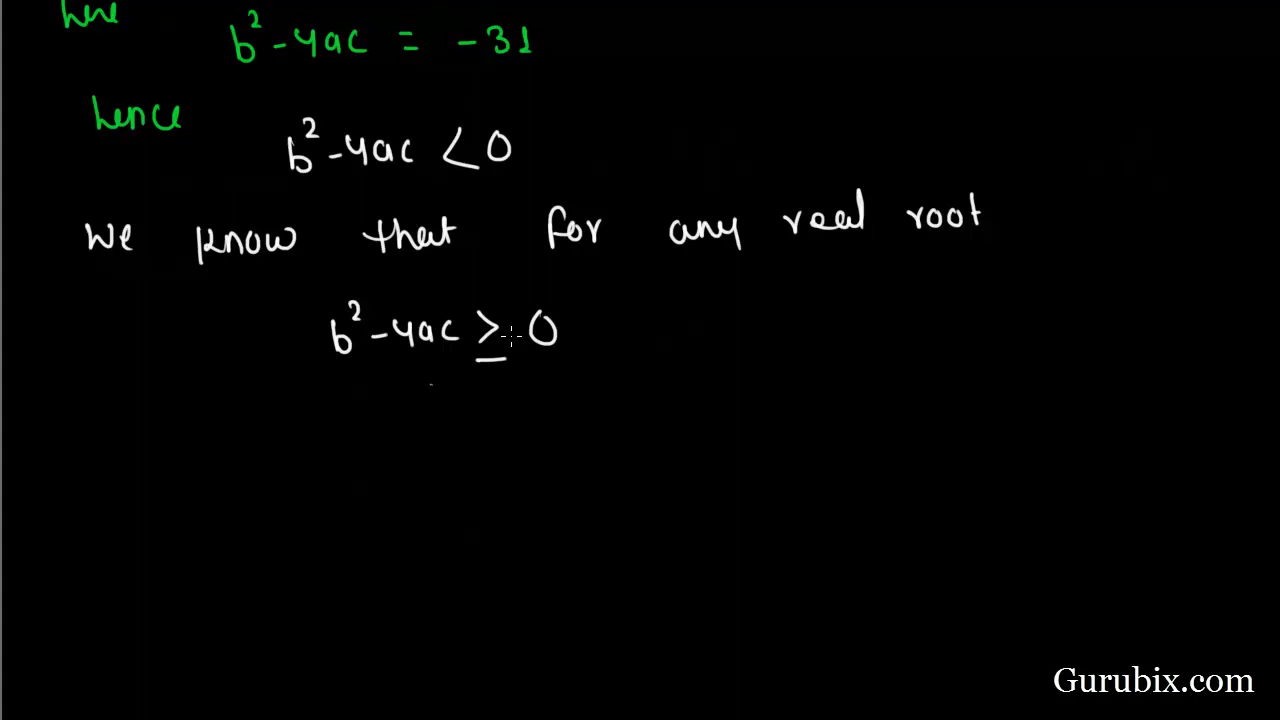 here
b² - 4ac = -31
hence
b² - 4ac < 0
We know that for any real root
b² - 4ac ≥ 0
Gurubix.com